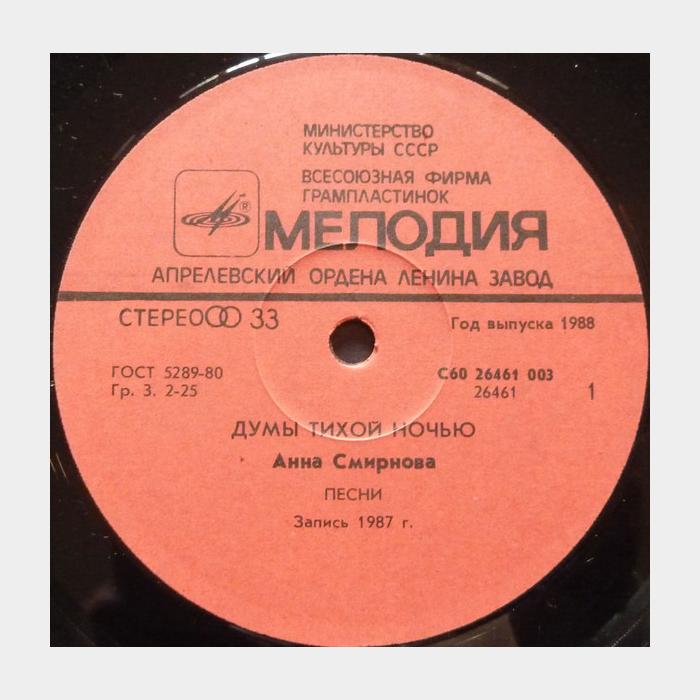 МИНИСТЕРСТВО
КУЛЬТУРЫ СССР
ВСЕСОЮЗНАЯ ФИРМА
ГРАМПЛАСТИНОК
®
МЕЛОДИЯ
АПРЕЛЕВСКИЙ ОРДЕНА ЛЕНИНА ЗАВОД
СТЕРЕО 33
Год выпуска 1988
ГОСТ 5289-80
С60 26461 003
Гр. 3. 2-25
26461
1
ДУМЫ ТИХОЙ НОЧЬЮ
Анна Смирнова
ПЕСНИ
Запись 1987 г.